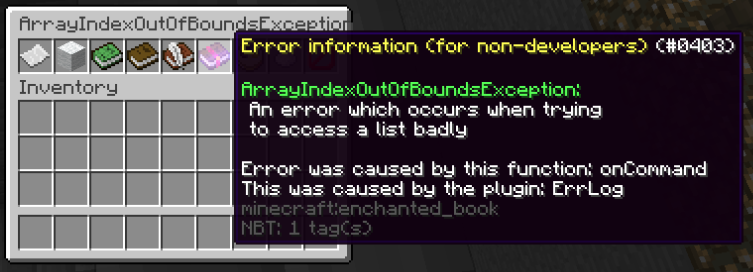 ArrayIndexOutOfBoundsException
Inventory
Error information (for non-developers) (#0403)
ArrayIndexOutOfBoundsException:
An error which occurs when trying
to access a list badly
Error was caused by this function: onCommand
This was caused by the plugin: ErrLog
minecraft:enchanted_book
NBT: 1 tag(s)